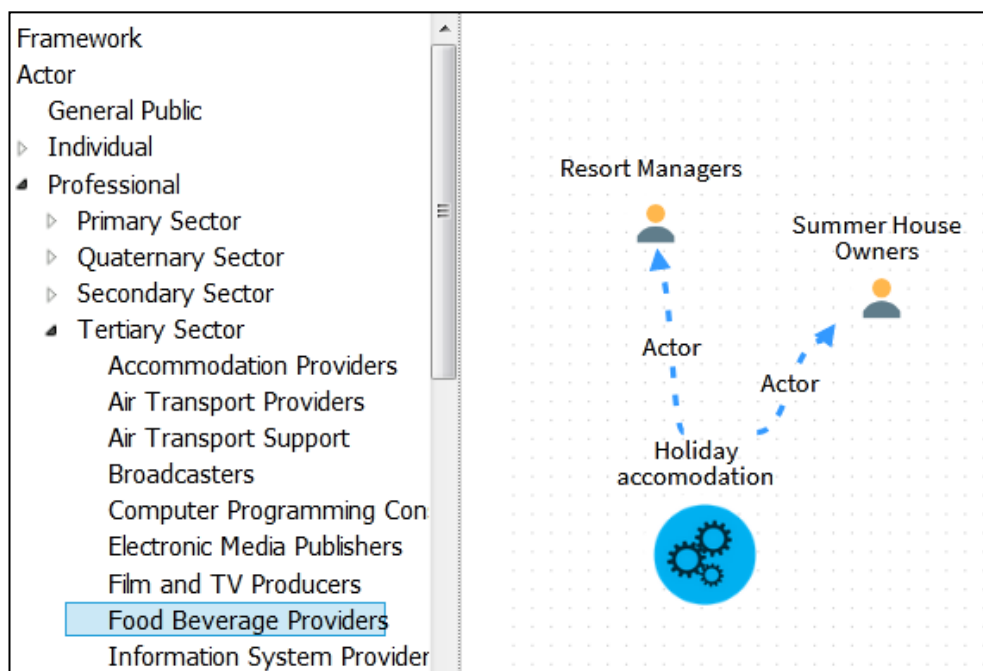 Framework
Actor
General Public
Individual
Professional
Primary Sector
Quaternary Sector
Secondary Sector
Tertiary Sector
Accommodation Providers
Air Transport Providers
Air Transport Support
Broadcasters
Computer Programming Con
Electronic Media Publishers
Film and TV Producers
Food Beverage Providers
Information System Provider
Resort Managers
Summer House
Owners
Actor
Actor
Holiday
accomodation